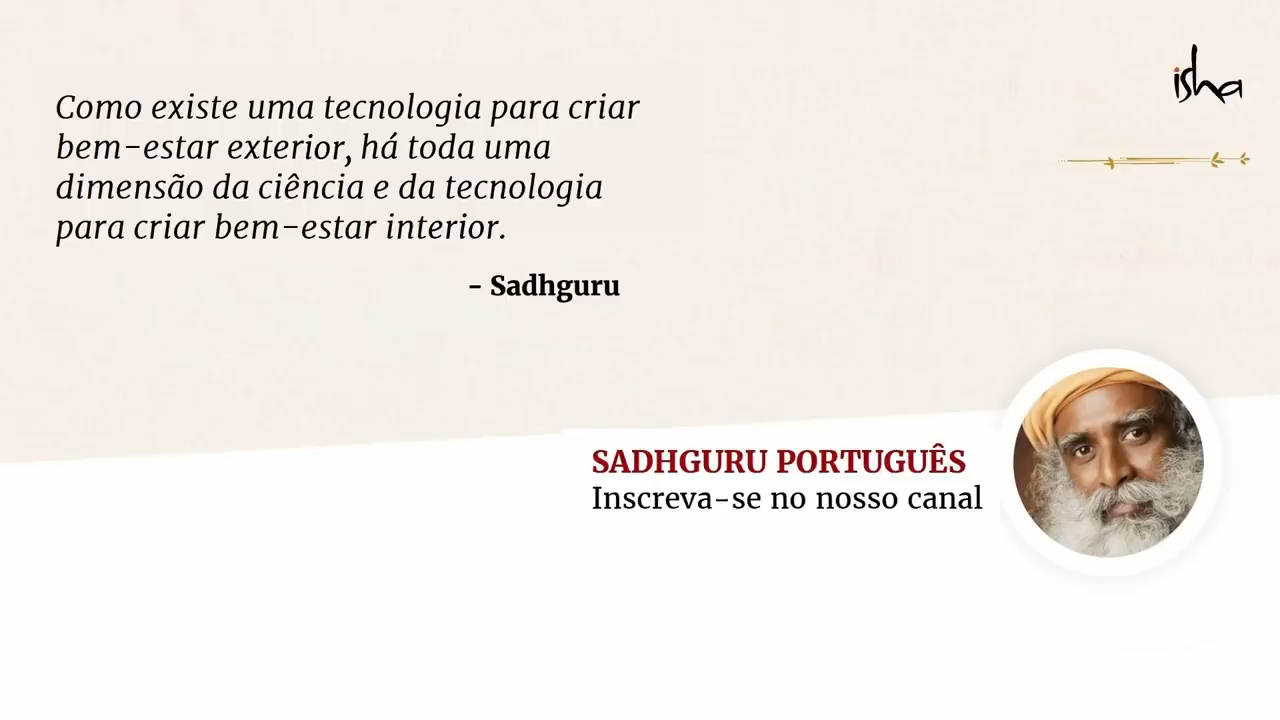 isha
Como existe uma tecnologia para criar
bem-estar exterior, há toda uma
dimensão da ciência e da tecnologia
para criar bem-estar interior.
- Sadhguru
SADHGURU PORTUGUÊS
Inscreva-se no nosso canal